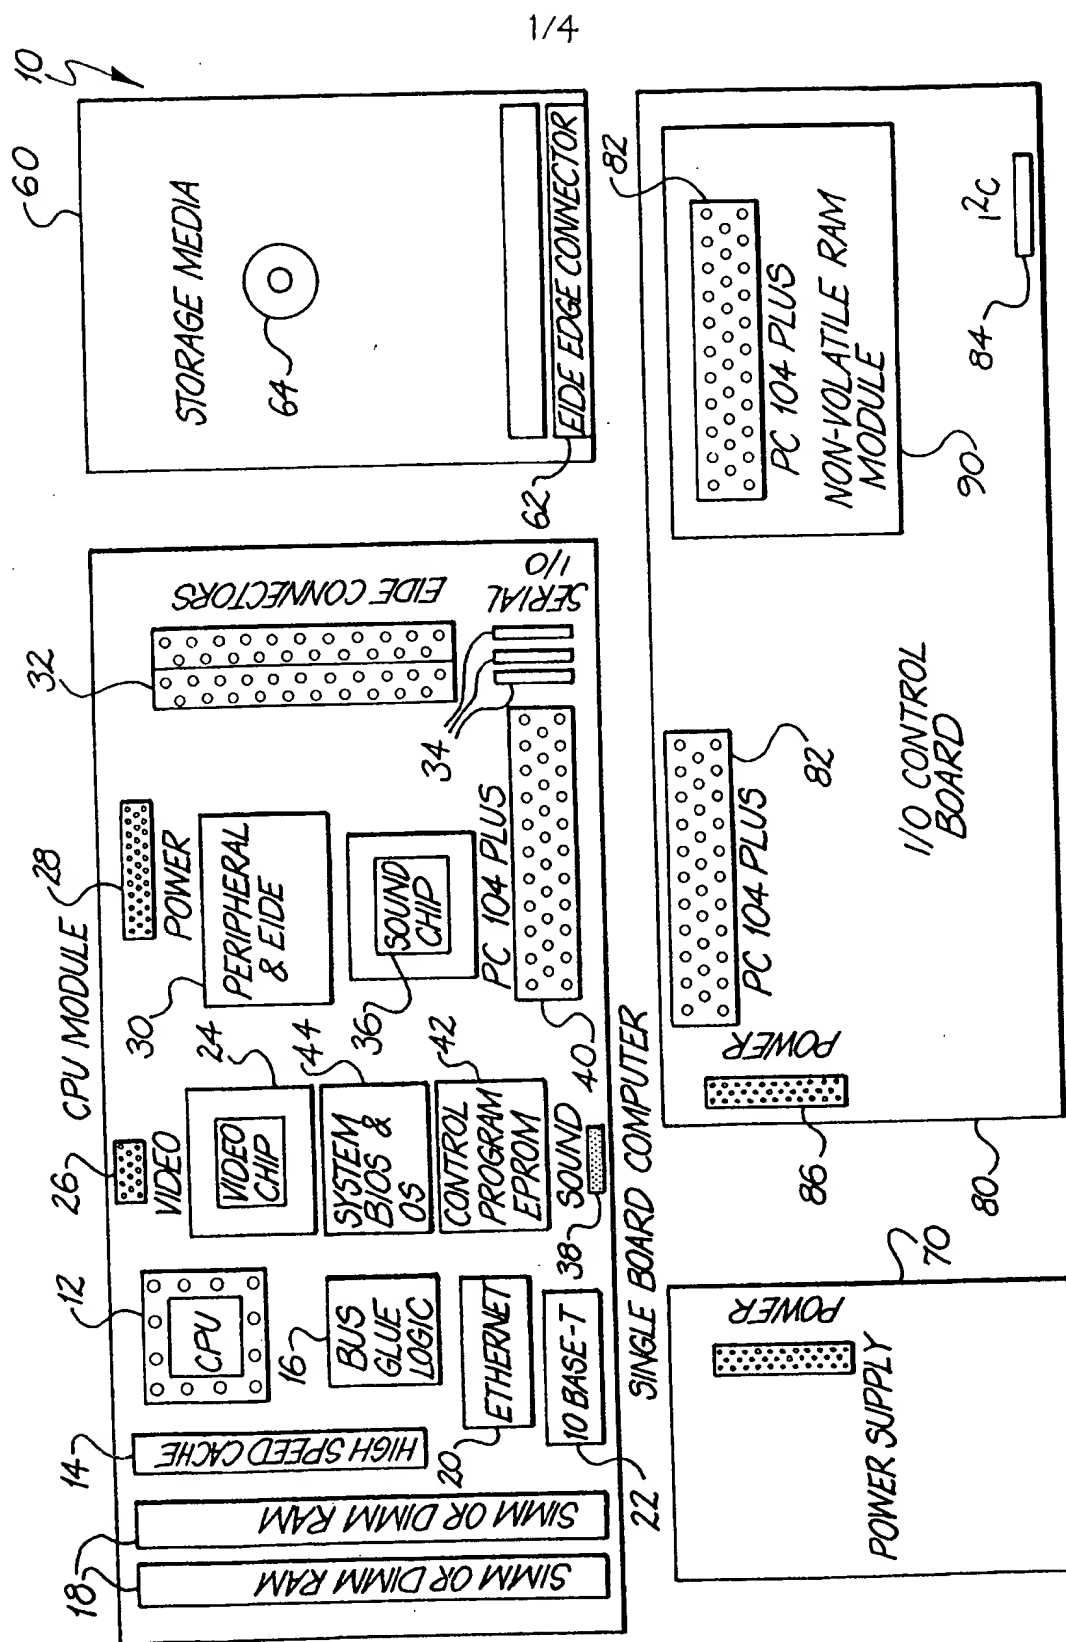 1/4
10
60
STORAGE MEDIA
64
EIDE EDGE CONNECTOR
62
CPU MODULE
18
SIMM OR DIMM RAM
SIMM OR DIMM RAM
14
HIGH SPEED CACHE
12
CPU
16
BUS
GLUE
LOGIC
20
ETHERNET
22
10 BASE-T
26
VIDEO
24
VIDEO
CHIP
44
SYSTEM
BIOS &
OS
42
CONTROL
PROGRAM
EPROM
38
SOUND
28
POWER
30
PERIPHERAL
& EIDE
36
SOUND
CHIP
PC 104 PLUS
40
32
EIDE CONNECTORS
34
SERIAL
I/O
SINGLE BOARD COMPUTER
70
POWER
POWER SUPPLY
80
86
POWER
PC 104 PLUS
82
I/O CONTROL
BOARD
82
PC 104 PLUS
NON-VOLATILE RAM
MODULE
90
84
I²C